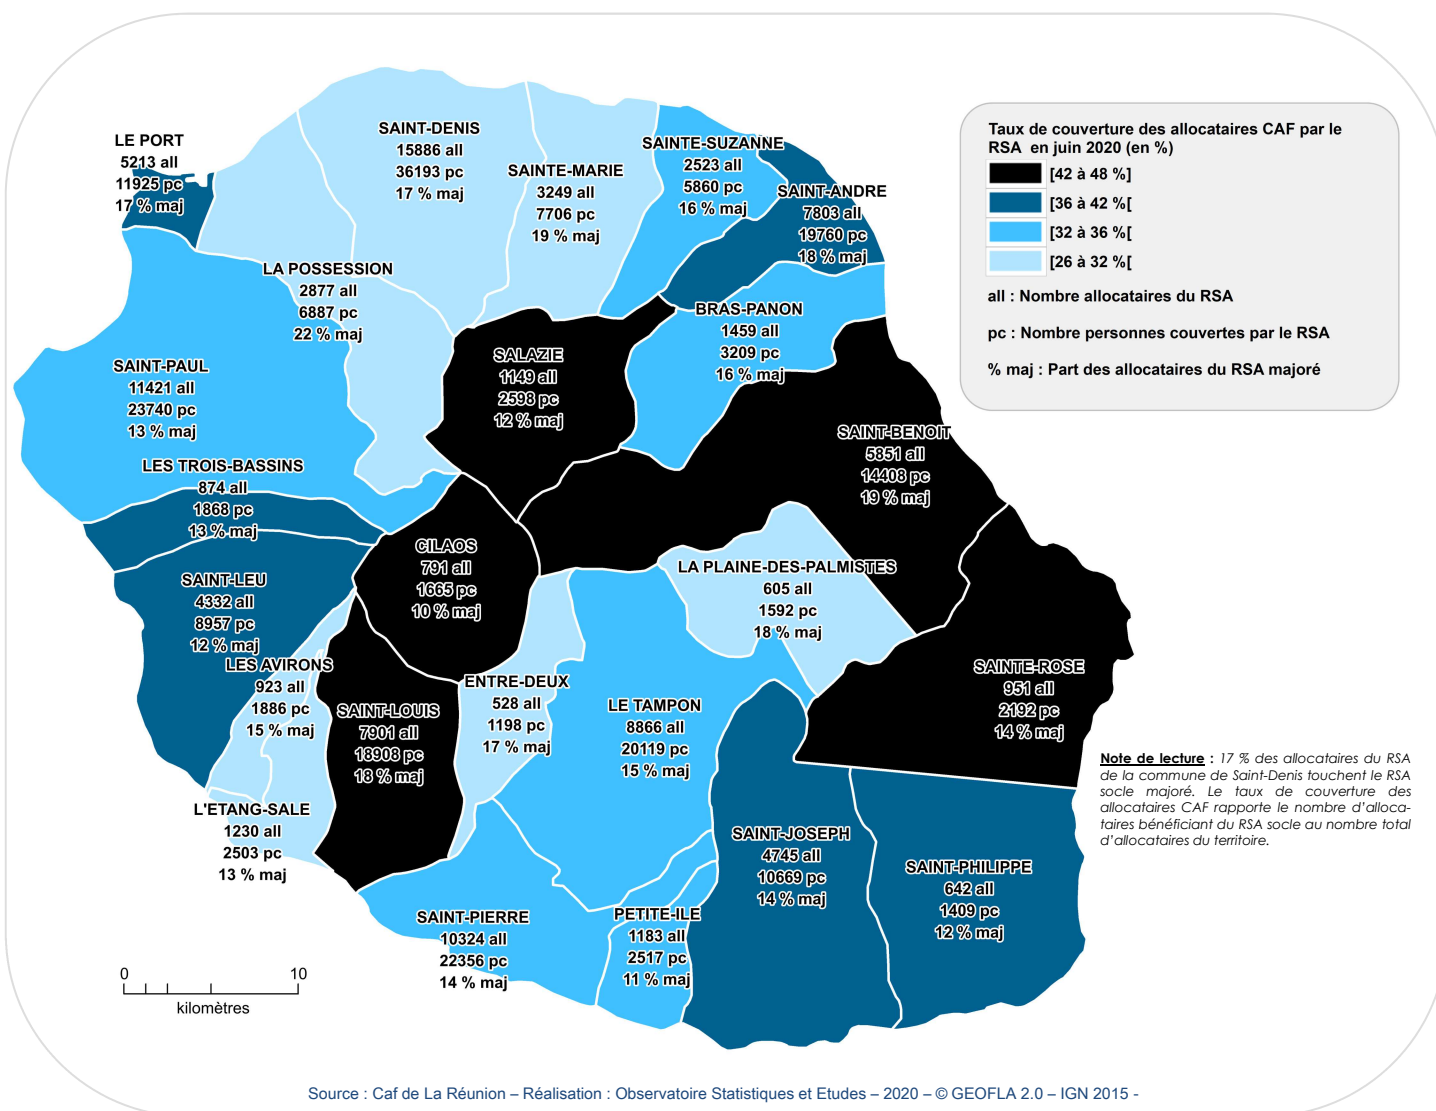 LE PORT
5213 all
11925 pc
17 % maj
SAINT-DENIS
15886 all
36193 pc
17 % maj
SAINTE-MARIE
3249 all
7706 pc
19 % maj
SAINTE-SUZANNE
2523 all
5860 pc
16 % maj
SAINT-ANDRE
7803 all
19760 pc
18 % maj
LA POSSESSION
2877 all
6887 pc
22 % maj
BRAS-PANON
1459 all
3209 pc
16 % maj
SAINT-PAUL
11421 all
23740 pc
13 % maj
SALAZIE
1149 all
2598 pc
12 % maj
SAINT-BENOIT
5851 all
14408 pc
19 % maj
LES TROIS-BASSINS
874 all
1868 pc
13 % maj
CILAOS
791 all
1665 pc
10 % maj
LA PLAINE-DES-PALMISTES
605 all
1592 pc
18 % maj
SAINT-LEU
4332 all
8957 pc
12 % maj
LES AVIRONS
923 all
1886 pc
15 % maj
SAINT-LOUIS
7901 all
18908 pc
18 % maj
ENTRE-DEUX
528 all
1198 pc
17 % maj
LE TAMPON
8866 all
20119 pc
15 % maj
SAINTE-ROSE
951 all
2192 pc
14 % maj
L'ETANG-SALE
1230 all
2503 pc
13 % maj
SAINT-JOSEPH
4745 all
10669 pc
14 % maj
SAINT-PHILIPPE
642 all
1409 pc
12 % maj
SAINT-PIERRE
10324 all
22356 pc
14 % maj
PETITE-ILE
1183 all
2517 pc
11 % maj
Taux de couverture des allocataires CAF par le
RSA en juin 2020 (en %)
[42 à 48 %]
[36 à 42 %[
[32 à 36 %[
[26 à 32 %[
all : Nombre allocataires du RSA
pc : Nombre personnes couvertes par le RSA
% maj : Part des allocataires du RSA majoré
Note de lecture : 17 % des allocataires du RSA
de la commune de Saint-Denis touchent le RSA
socle majoré. Le taux de couverture des
allocataires CAF rapporte le nombre d'alloca-
taires bénéficiant du RSA socle au nombre total
d'allocataires du territoire.
0 10
kilomètres
Source : Caf de La Réunion – Réalisation : Observatoire Statistiques et Etudes – 2020 – © GEOFLA 2.0 – IGN 2015 -